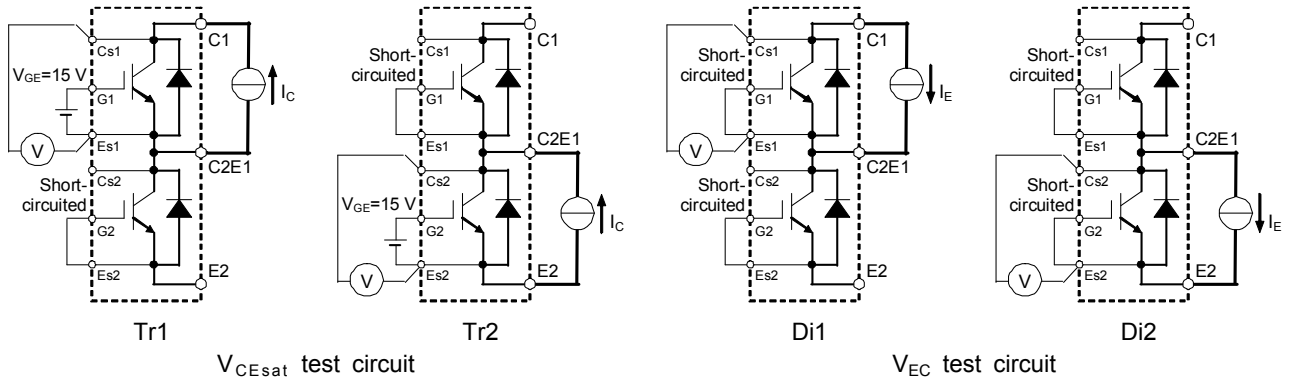 C1
Cs1
VGE=15 V
G1
IC
V
Es1
C2E1
Cs2
Short-
circuited
G2
E2
Es2
Tr1
C1
Cs1
Short-
circuited
G1
Es1
C2E1
Cs2
VGE=15 V
G2
IC
V
Es2
E2
Tr2
VCEsat test circuit
C1
Cs1
Short-
circuited
G1
IE
V
Es1
C2E1
Cs2
Short-
circuited
G2
E2
Es2
Di1
C1
Cs1
Short-
circuited
G1
Es1
C2E1
Cs2
Short-
circuited
G2
IE
V
Es2
E2
Di2
VEC test circuit